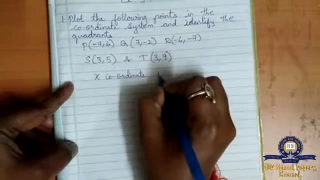 1. Plot the following points in the
co-ordinate system and identify the
quadrants
P(-3,6) Q(7,-2) R(-6,-7)
S(3,5) & T(3,9)
X co-ordinate